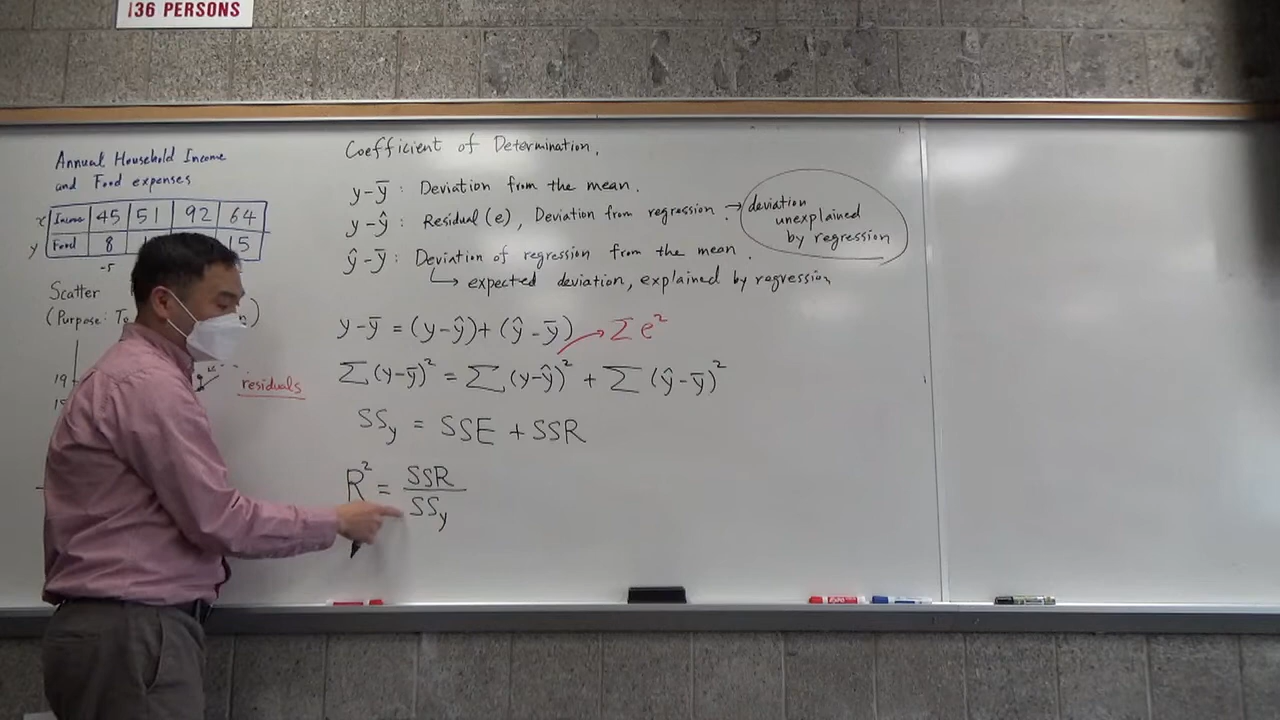 136 PERSONS
Annual Household Income
and Food expenses
x Income 45 51 92 64
y Food 8 15
-5
Scatter
(Purpose: )
19
residuals
Coefficient of Determination.
y-ȳ : Deviation from the mean.
y-ŷ : Residual (e), Deviation from regression. → deviation
unexplained
by regression
ŷ-ȳ : Deviation of regression from the mean.
↳ expected deviation, explained by regression
y-ȳ = (y-ŷ)+(ŷ-ȳ) → Σe²
Σ(y-ȳ)² = Σ(y-ŷ)² + Σ(ŷ-ȳ)²
SSy = SSE + SSR
R² = SSR/SSy